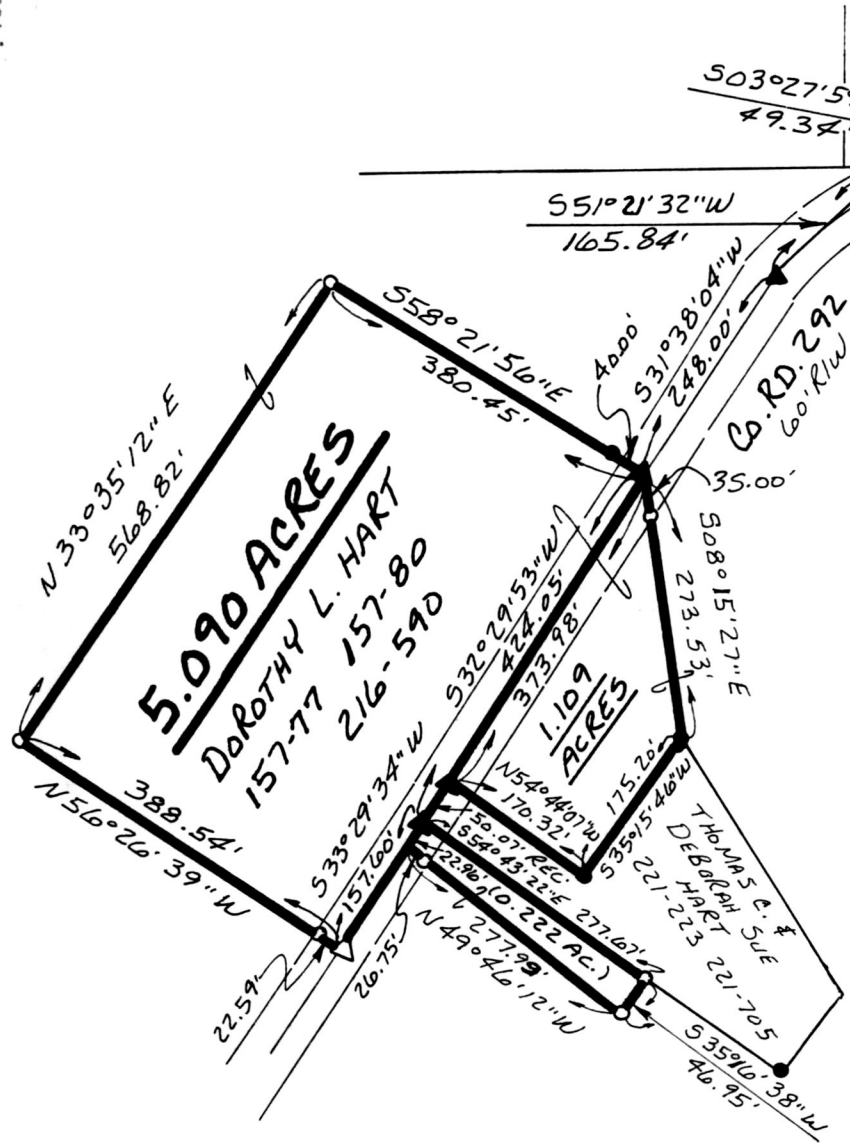 S03°27'5
49.34
S51°21'32"W
165.84'
S58°21'56"E
380.45'
40.00'
S31°38'04"W
248.00'
CO. RD. 292
60' R/W
35.00'
N33°35'12"E
568.82'
5.090 ACRES
DOROTHY L. HART
157-77 157-80
216-590
S32°29'53"W
424.05'
373.98'
S08°15'27"E
273.53'
1.109
ACRES
N54°44'07"W
170.32'
175.20'
S35°15'46"W
388.54'
N56°26'39"W
S33°29'34"W
157.60'
50.07' REC.
S54°43'22"E 277.67'
22.96'
(0.222 AC.)
277.99'
N49°46'12"W
THOMAS C. &
DEBORAH SUE
HART
221-223 221-705
22.59'
26.75'
S35°16'38"W
46.95'